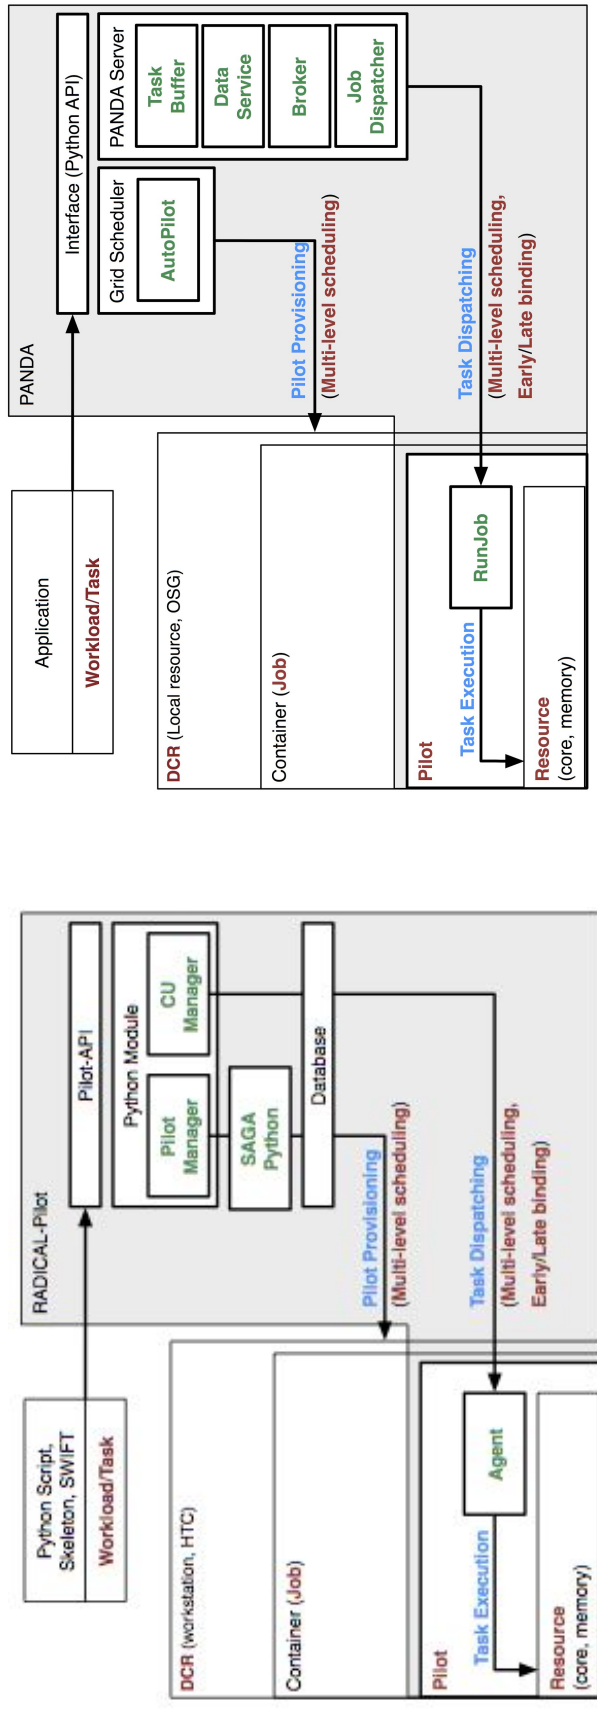 Python Script,
Skeleton, SWIFT
Workload/Task
RADICAL-Pilot
Pilot-API
Python Module
Pilot
Manager
CU
Manager
SAGA
Python
Database
Pilot Provisioning
(Multi-level scheduling)
Task Dispatching
(Multi-level scheduling,
Early/Late binding)
DCR (workstation, HTC)
Container (Job)
Pilot
Task Execution
Agent
Resource
(core, memory)
Application
Workload/Task
PANDA
Interface (Python API)
Grid Scheduler
AutoPilot
PANDA Server
Task
Buffer
Data
Service
Broker
Job
Dispatcher
Pilot Provisioning
(Multi-level scheduling)
Task Dispatching
(Multi-level scheduling,
Early/Late binding)
DCR (Local resource, OSG)
Container (Job)
Pilot
Task Execution
RunJob
Resource
(core, memory)